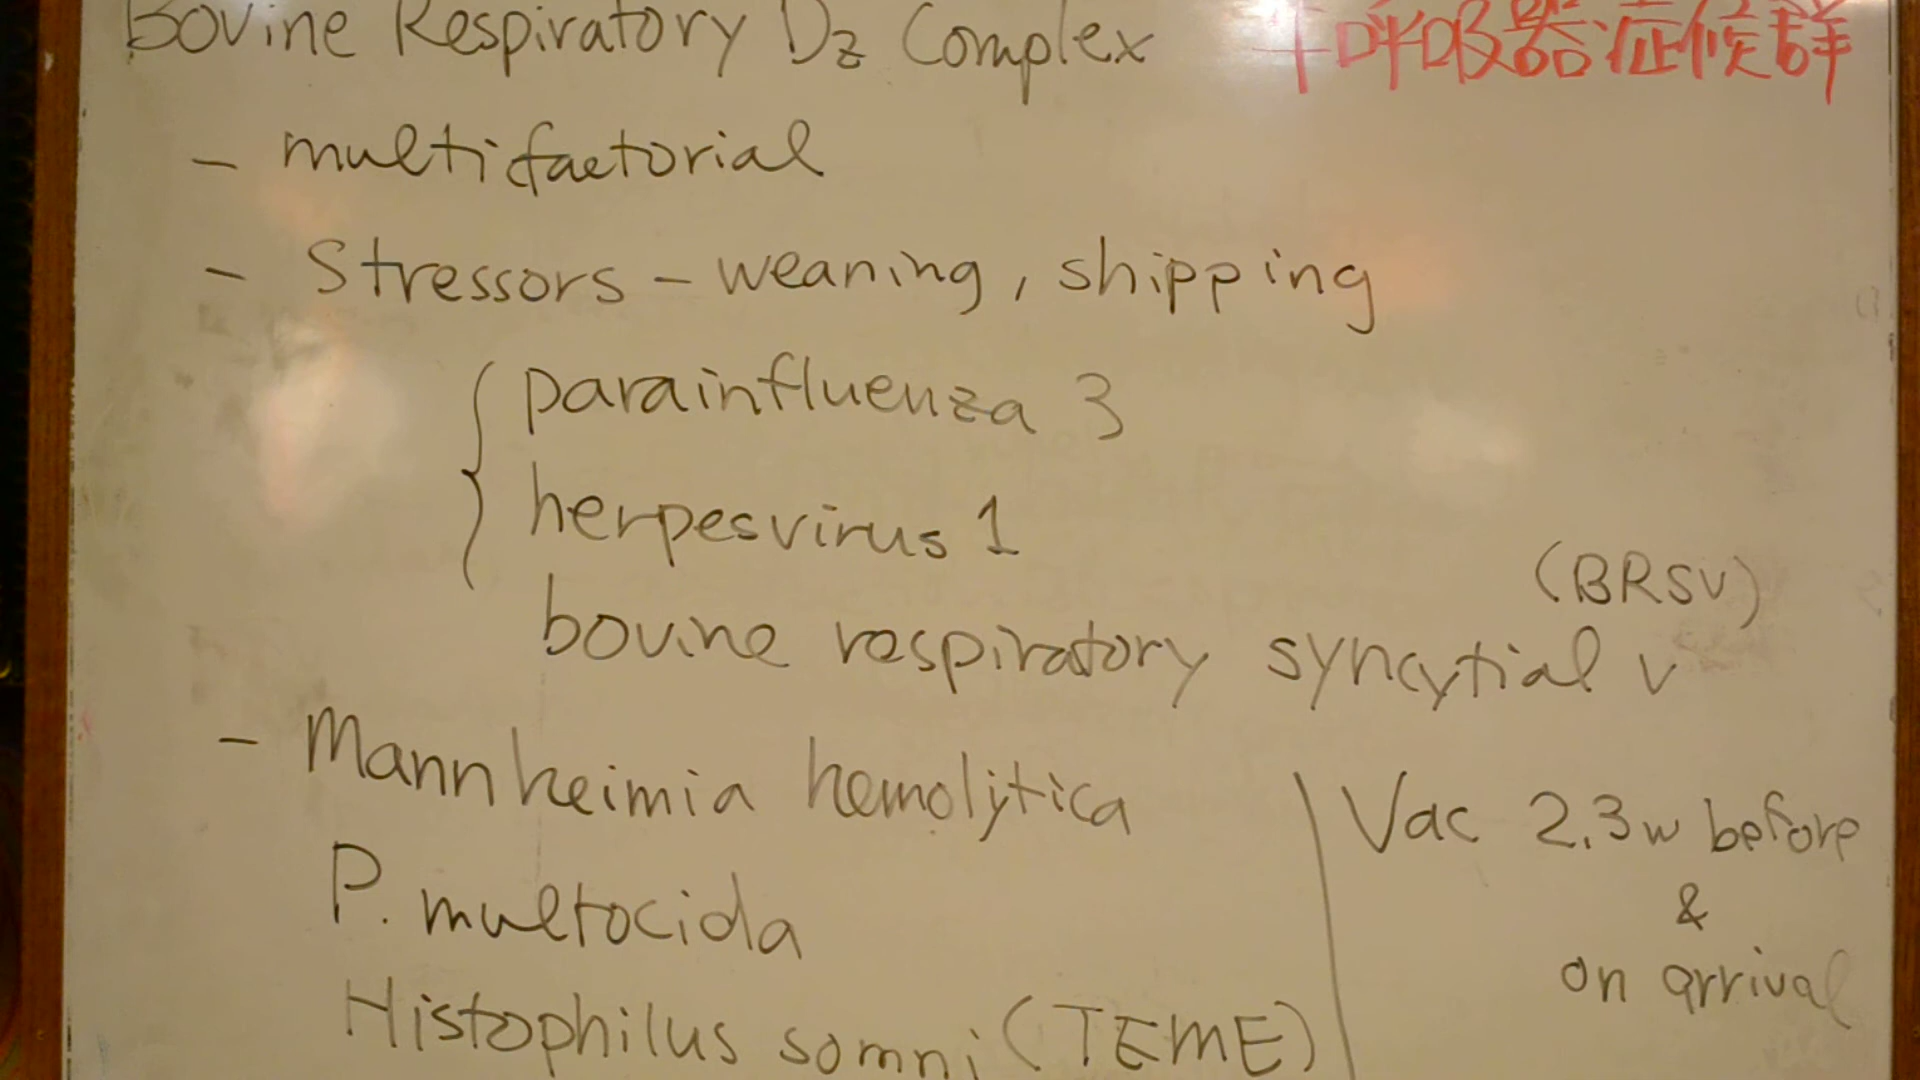 Bovine Respiratory Dz Complex 牛呼吸器症候群
- multifactorial
- Stressors - weaning, shipping
parainfluenza 3
herpesvirus 1
(BRSV)
bovine respiratory syncytial v
- Mannheimia hemolytica
P. multocida
Histophilus somni (TEME)
Vac 2.3w before
&
on arrival